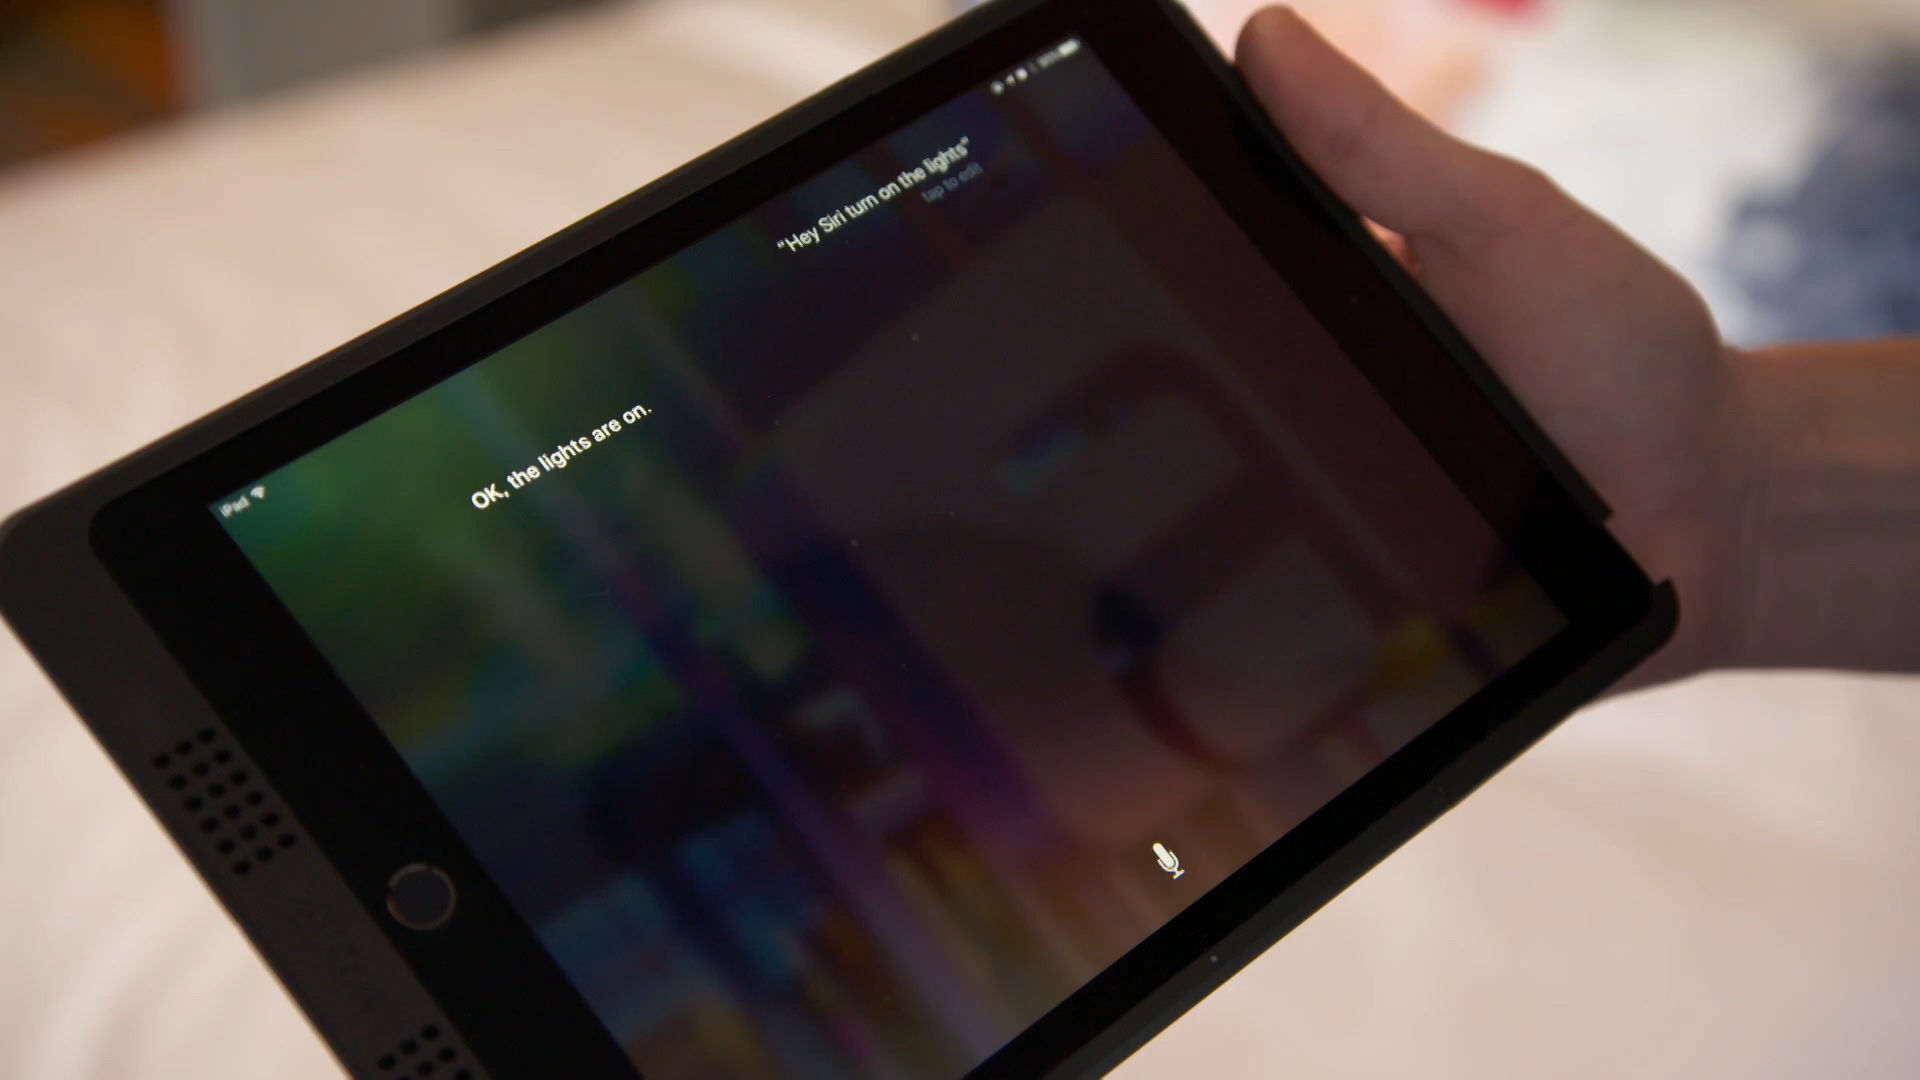 iPad
"Hey Siri turn on the lights"
tap to edit
OK, the lights are on.